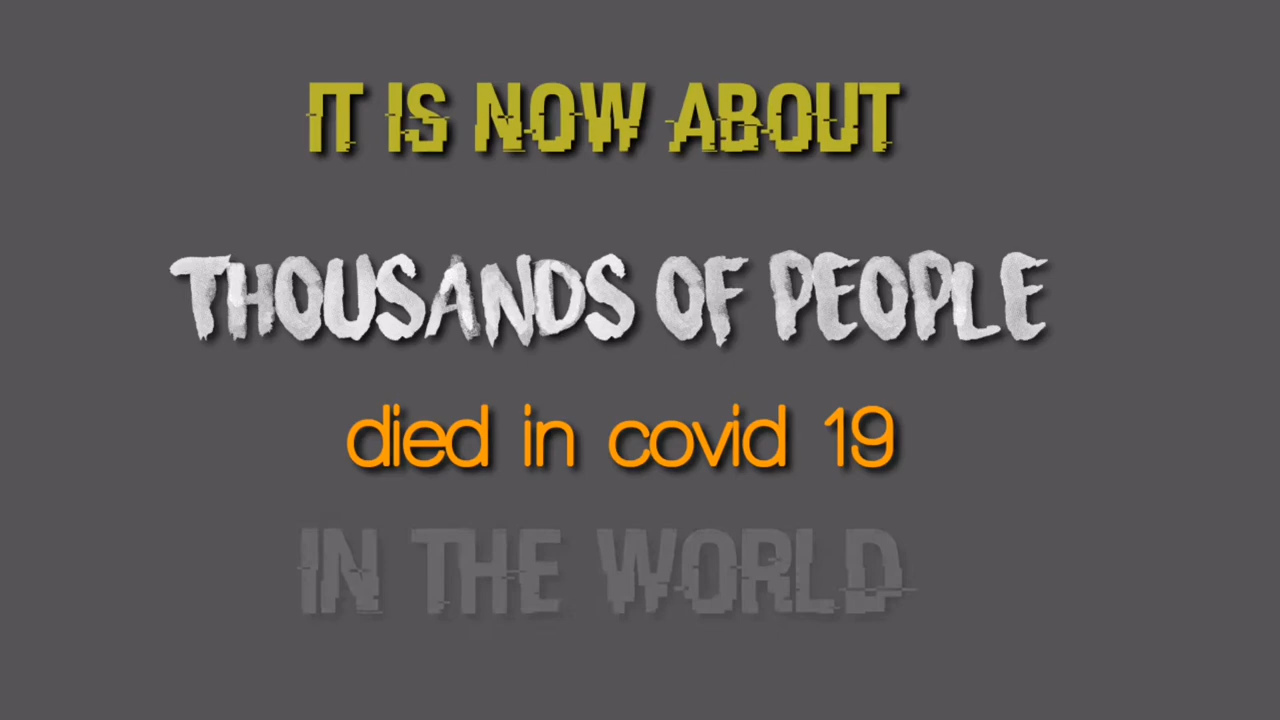 IT IS NOW ABOUT
THOUSANDS OF PEOPLE
died in covid 19
IN THE WORLD